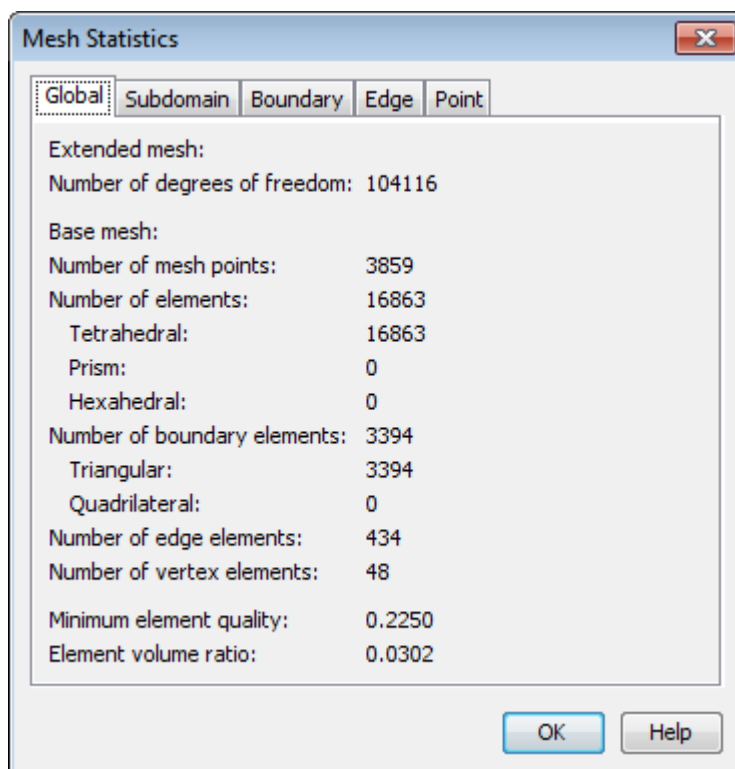 Mesh Statistics
Global Subdomain Boundary Edge Point
Extended mesh:
Number of degrees of freedom: 104116
Base mesh:
Number of mesh points: 3859
Number of elements: 16863
Tetrahedral: 16863
Prism: 0
Hexahedral: 0
Number of boundary elements: 3394
Triangular: 3394
Quadrilateral: 0
Number of edge elements: 434
Number of vertex elements: 48
Minimum element quality: 0.2250
Element volume ratio: 0.0302
OK Help